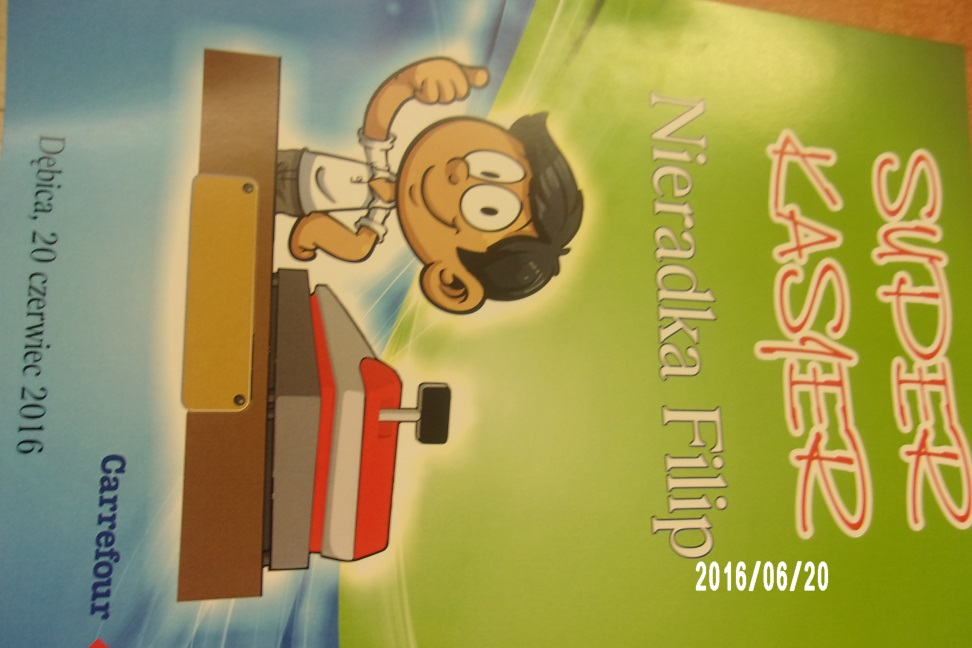 SUPER
KASJER
Nieradka Filip
Dębica, 20 czerwiec 2016
Carrefour
2016/06/20